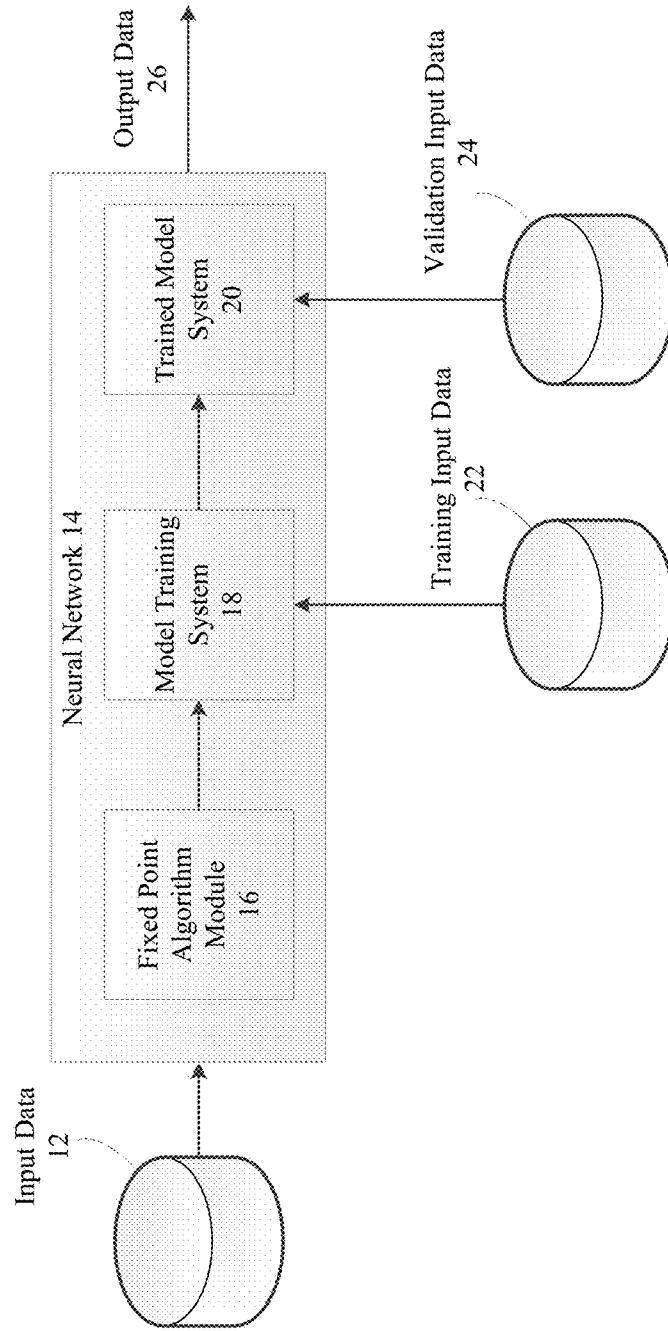 Input Data
12
Neural Network 14
Fixed Point
Algorithm
Module
16
Model Training
System
18
Trained Model
System
20
Output Data
26
Training Input Data
22
Validation Input Data
24